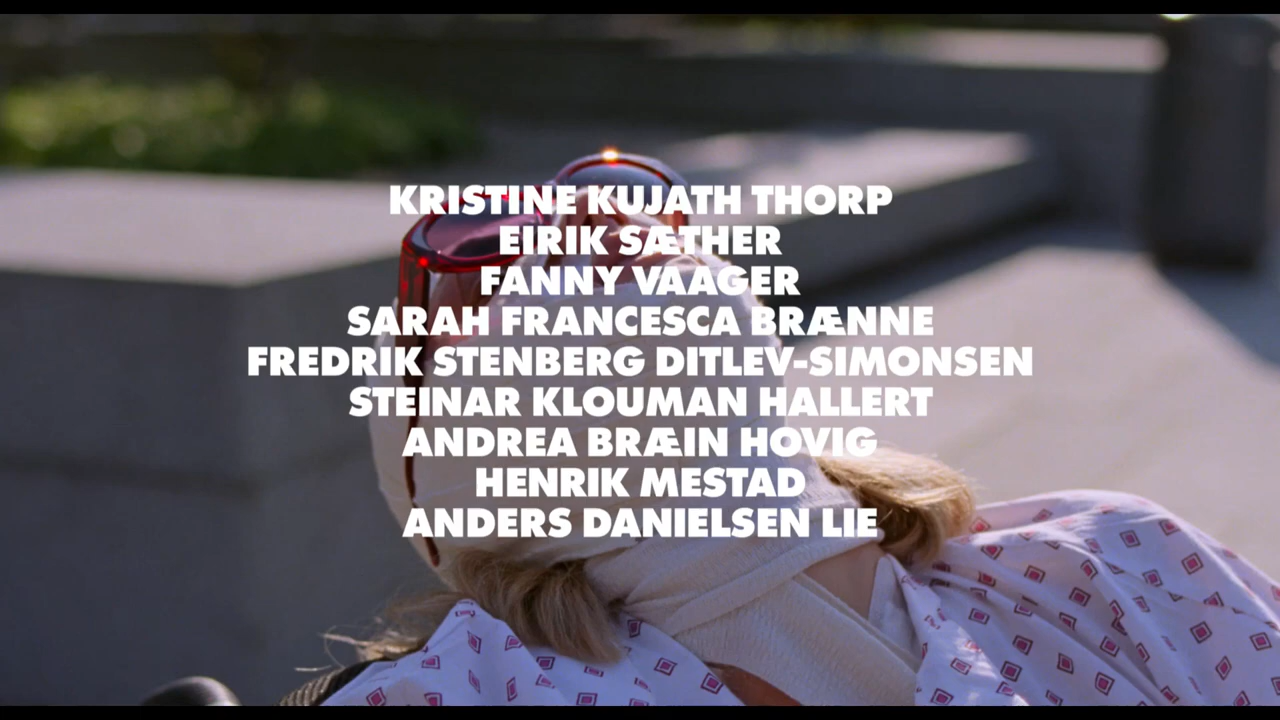 KRISTINE KUJATH THORP
EIRIK SÆTHER
FANNY VAAGER
SARAH FRANCESCA BRÆNNE
FREDRIK STENBERG DITLEV-SIMONSEN
STEINAR KLOUMAN HALLERT
ANDREA BRÆIN HOVIG
HENRIK MESTAD
ANDERS DANIELSEN LIE